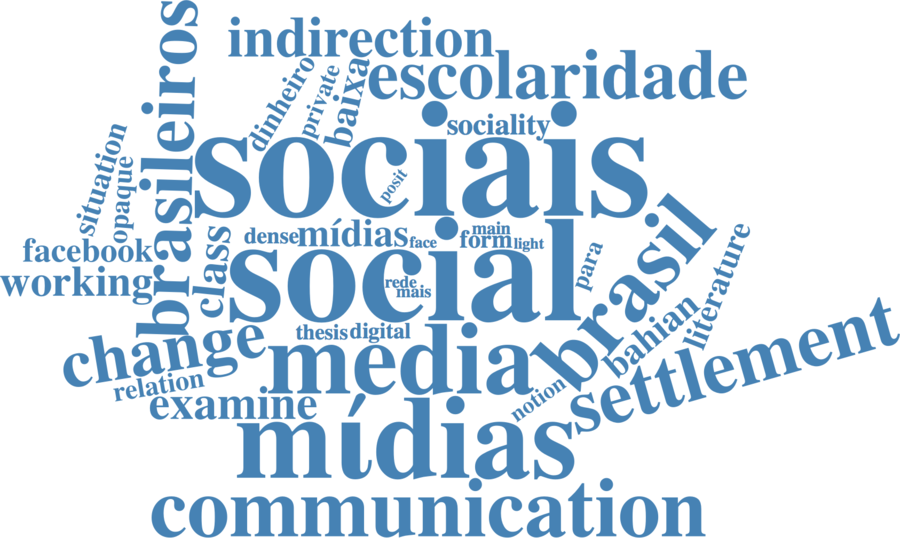 indirection
escolaridade
brasileiros
dinheiro
private
baixa
sociality
sociais
posit
situation
opaque
facebook
working
class
dense
mídias
face
form
main
light
social
rede
mais
para
brasil
literature
bahian
change
thesis
digital
media
relation
examine
notion
settlement
mídias
communication